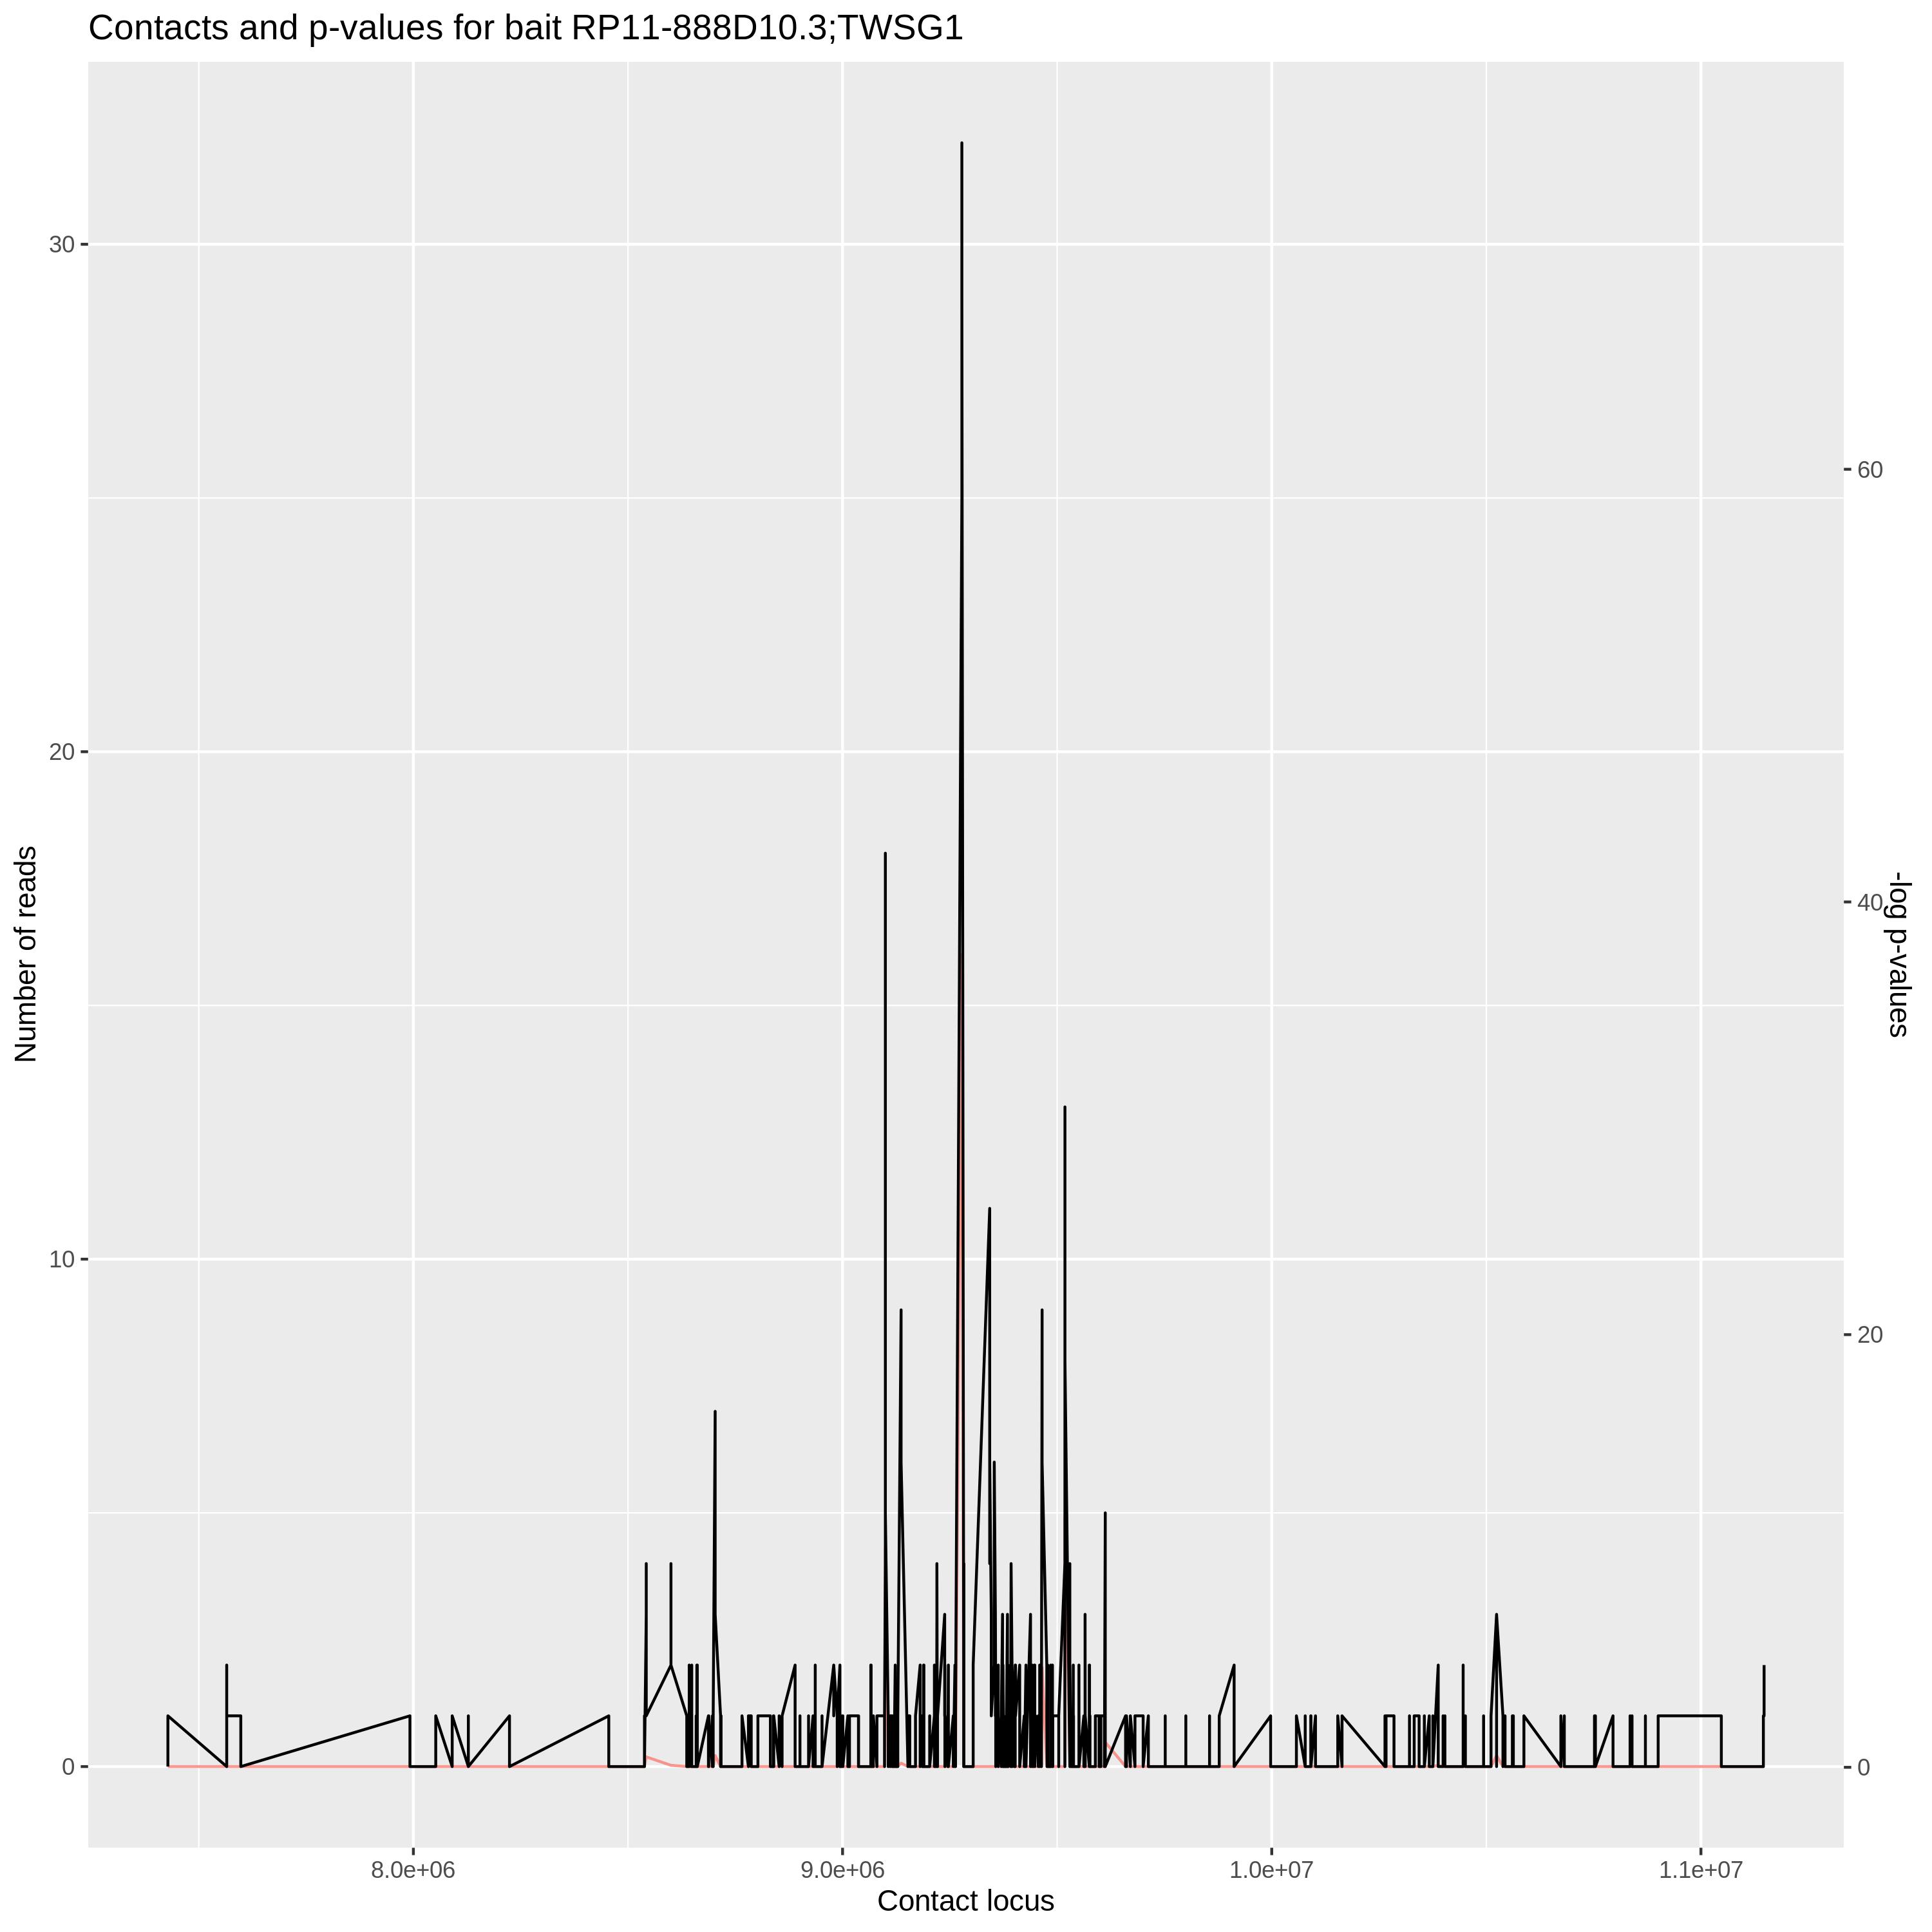 Contacts and p-values for bait RP11-888D10.3;TWSG1
30
20
10
0
Number of reads
60
40
20
0
-log p-values
8.0e+06
9.0e+06
1.0e+07
1.1e+07
Contact locus